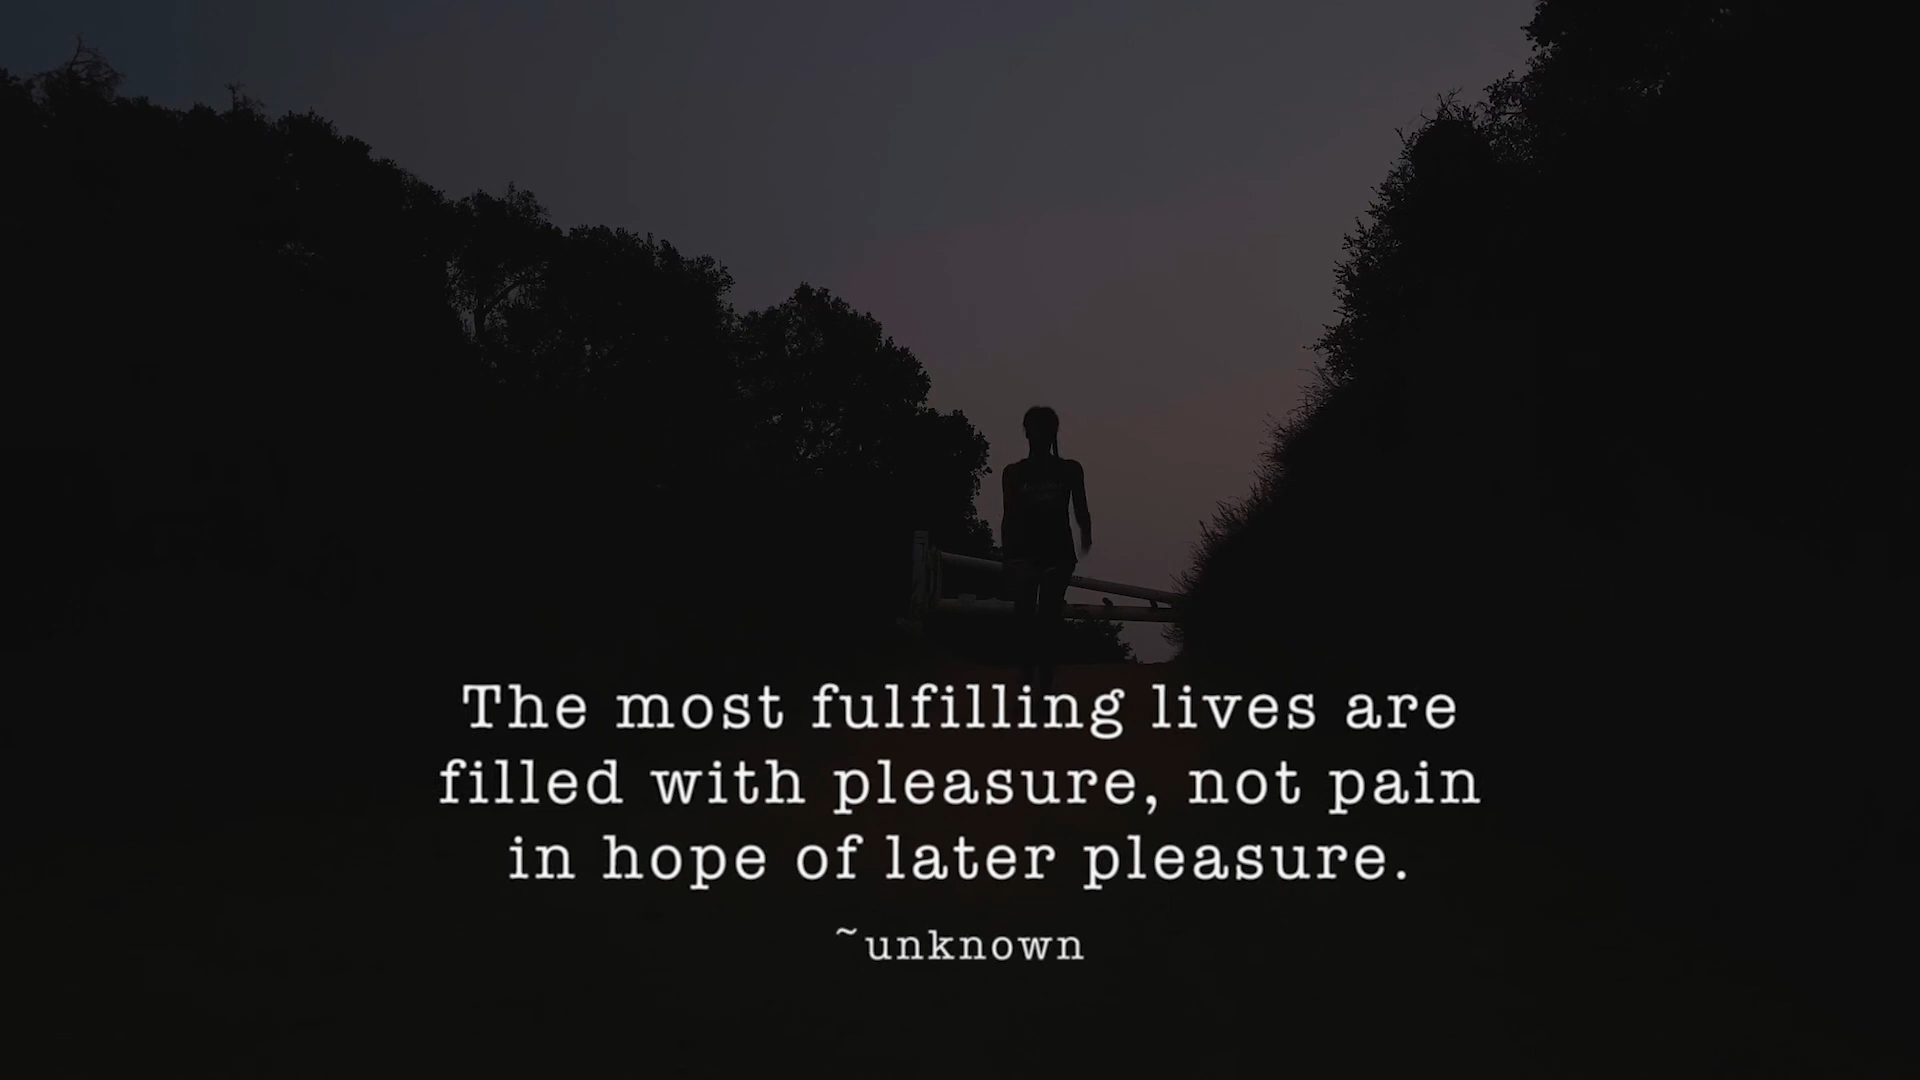 The most fulfilling lives are
filled with pleasure, not pain
in hope of later pleasure.
~unknown